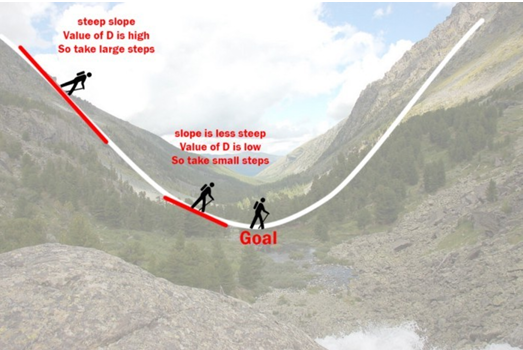 steep slope
Value of D is high
So take large steps
slope is less steep
Value of D is low
So take small steps
Goal